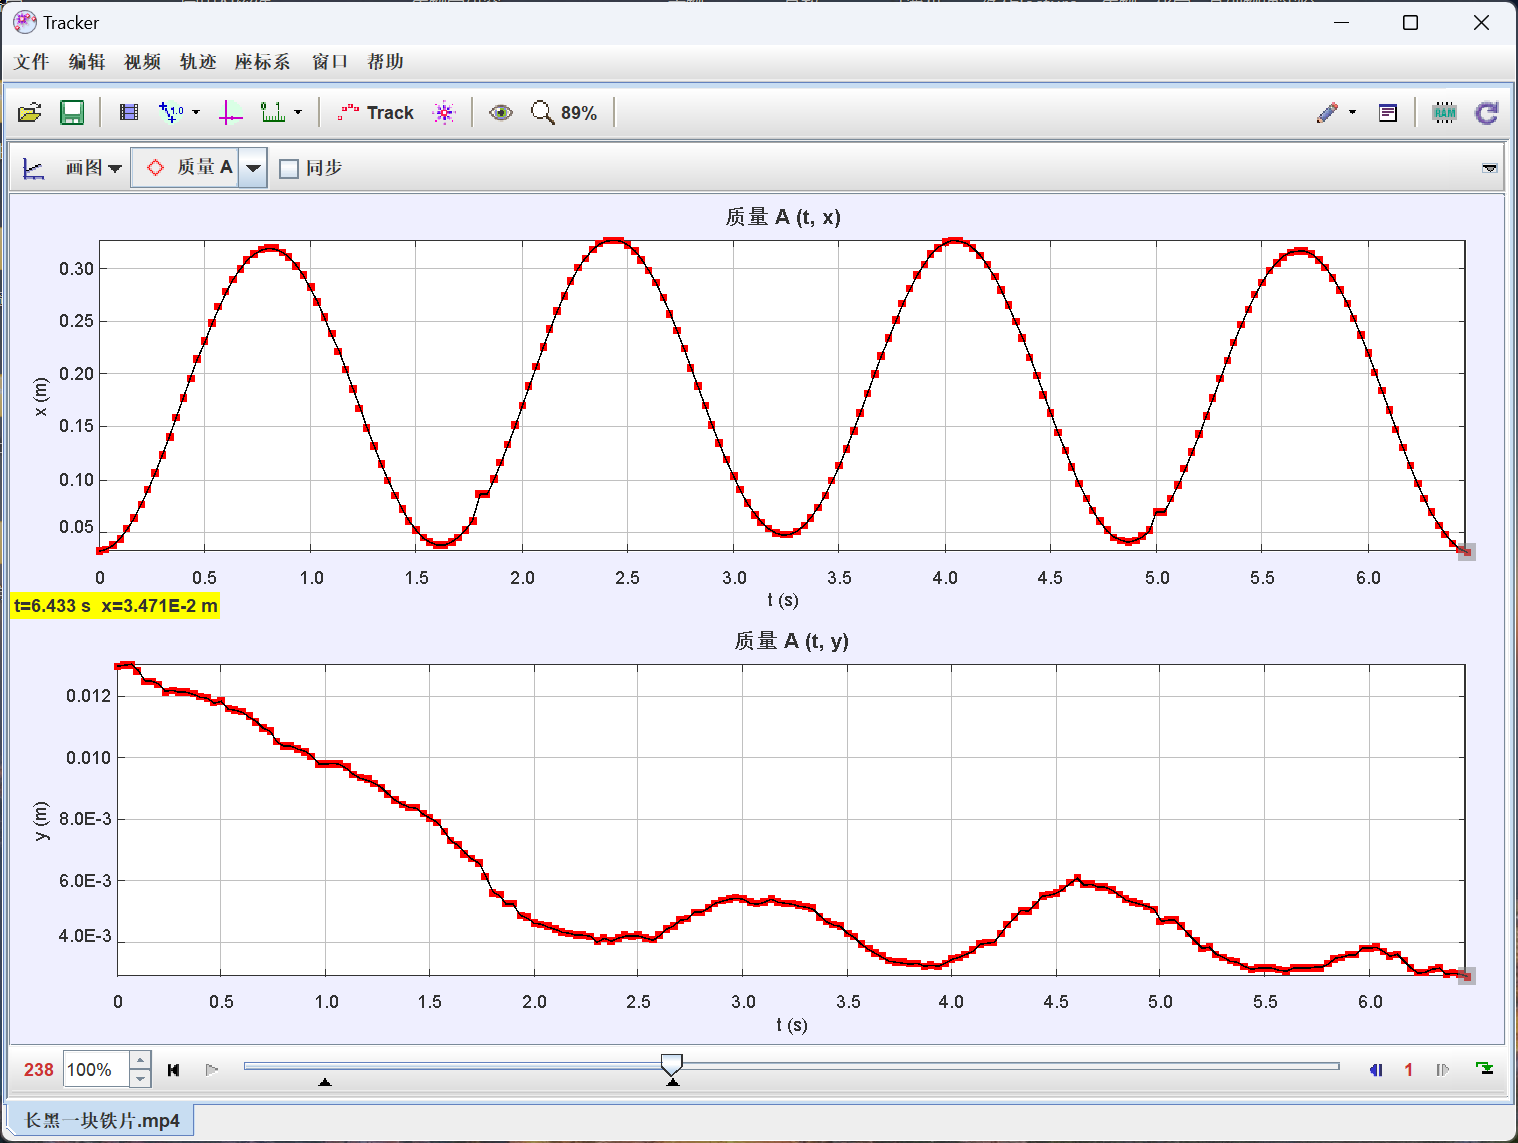 Tracker
文件 编辑 视频 轨迹 座标系 窗口 帮助
Track 89% RAM
画图 质量 A 同步
质量 A (t, x)
0.30
0.25
0.20
0.15
0.10
0.05
x (m)
0 0.5 1.0 1.5 2.0 2.5 3.0 3.5 4.0 4.5 5.0 5.5 6.0
t (s)
t=6.433 s x=3.471E-2 m
质量 A (t, y)
0.012
0.010
8.0E-3
6.0E-3
4.0E-3
y (m)
0 0.5 1.0 1.5 2.0 2.5 3.0 3.5 4.0 4.5 5.0 5.5 6.0
t (s)
238 100% 1
长黑一块铁片.mp4